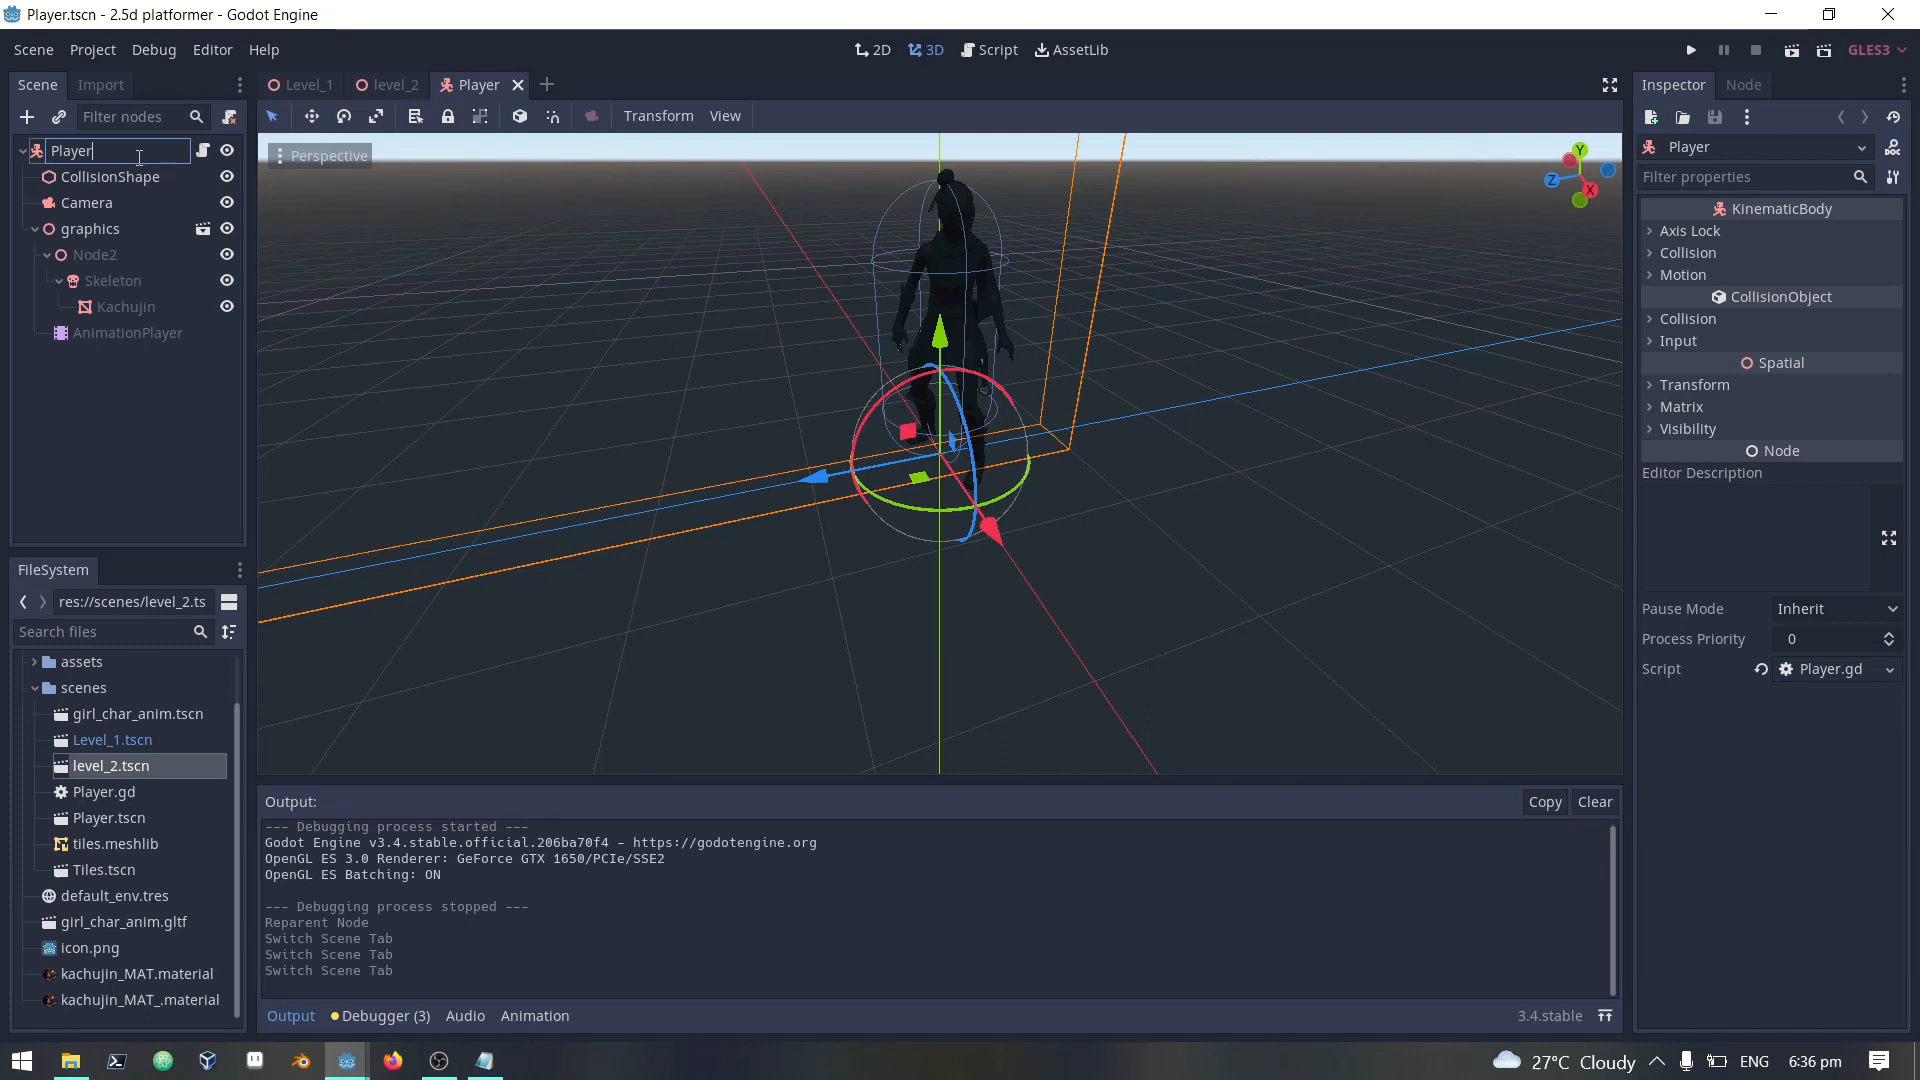 Player.tscn - 2.5d platformer - Godot Engine
Scene Project Debug Editor Help
2D 3D Script AssetLib
GLES3
Scene Import
Level_1 level_2 Player
Inspector Node
Filter nodes
Transform View
Player
CollisionShape
Camera
graphics
Node2
Skeleton
Kachujin
AnimationPlayer
Perspective
Y
Z
X
Player
Filter properties
KinematicBody
Axis Lock
Collision
Motion
CollisionObject
Collision
Input
Spatial
Transform
Matrix
Visibility
Node
Editor Description
Pause Mode Inherit
Process Priority 0
Script Player.gd
FileSystem
res://scenes/level_2.ts
Search files
assets
scenes
girl_char_anim.tscn
Level_1.tscn
level_2.tscn
Player.gd
Player.tscn
tiles.meshlib
Tiles.tscn
default_env.tres
girl_char_anim.gltf
icon.png
kachujin_MAT.material
kachujin_MAT_.material
Output:
Copy Clear
--- Debugging process started ---
Godot Engine v3.4.stable.official.206ba70f4 - https://godotengine.org
OpenGL ES 3.0 Renderer: GeForce GTX 1650/PCIe/SSE2
OpenGL ES Batching: ON
--- Debugging process stopped ---
Reparent Node
Switch Scene Tab
Switch Scene Tab
Switch Scene Tab
Output Debugger (3) Audio Animation
3.4.stable
27°C Cloudy ENG 6:36 pm